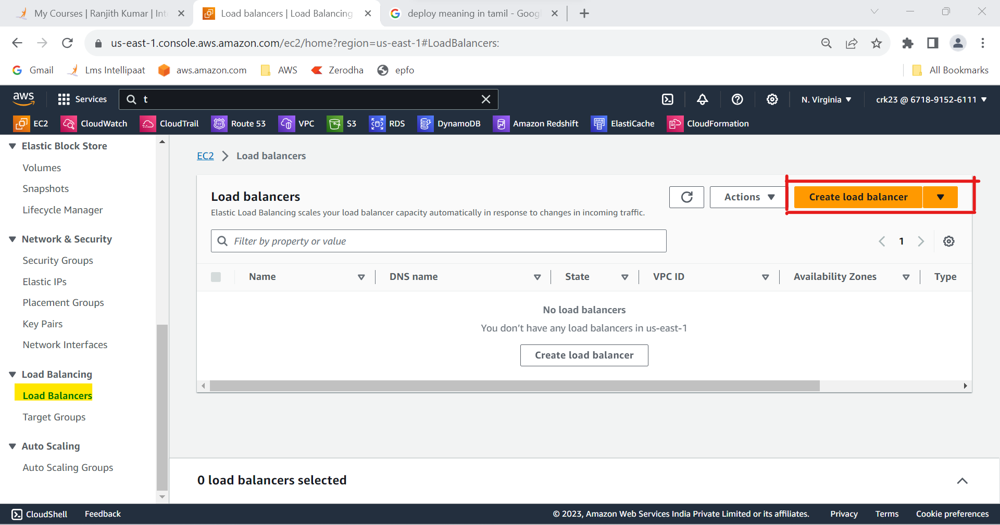 My Courses | Ranjith Kumar | Int
Load balancers | Load Balancing
deploy meaning in tamil - Googl
us-east-1.console.aws.amazon.com/ec2/home?region=us-east-1#LoadBalancers:
Gmail
Lms Intellipaat
aws.amazon.com
AWS
Zerodha
epfo
All Bookmarks
aws
Services
t
N. Virginia
crk23 @ 6718-9152-6111
EC2
CloudWatch
CloudTrail
Route 53
VPC
S3
RDS
DynamoDB
Amazon Redshift
ElastiCache
CloudFormation
Elastic Block Store
Volumes
Snapshots
Lifecycle Manager
Network & Security
Security Groups
Elastic IPs
Placement Groups
Key Pairs
Network Interfaces
Load Balancing
Load Balancers
Target Groups
Auto Scaling
Auto Scaling Groups
EC2 > Load balancers
Load balancers
Elastic Load Balancing scales your load balancer capacity automatically in response to changes in incoming traffic.
Actions
Create load balancer
Filter by property or value
1
Name
DNS name
State
VPC ID
Availability Zones
Type
No load balancers
You don’t have any load balancers in us-east-1
Create load balancer
0 load balancers selected
CloudShell
Feedback
© 2023, Amazon Web Services India Private Limited or its affiliates.
Privacy
Terms
Cookie preferences